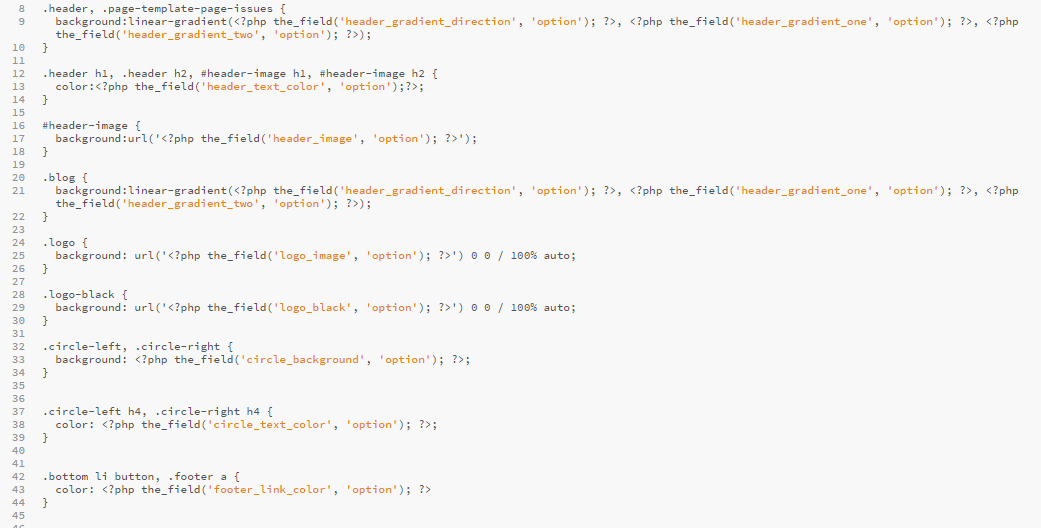 8 .header, .page-template-page-issues {
9 background:linear-gradient(<?php the_field('header_gradient_direction', 'option'); ?>, <?php the_field('header_gradient_one', 'option'); ?>, <?php
the_field('header_gradient_two', 'option'); ?>);
10 }
11
12 .header h1, .header h2, #header-image h1, #header-image h2 {
13 color:<?php the_field('header_text_color', 'option');?>;
14 }
15
16 #header-image {
17 background:url('<?php the_field('header_image', 'option'); ?>');
18 }
19
20 .blog {
21 background:linear-gradient(<?php the_field('header_gradient_direction', 'option'); ?>, <?php the_field('header_gradient_one', 'option'); ?>, <?php
the_field('header_gradient_two', 'option'); ?>);
22 }
23
24 .logo {
25 background: url('<?php the_field('logo_image', 'option'); ?>') 0 0 / 100% auto;
26 }
27
28 .logo-black {
29 background: url('<?php the_field('logo_black', 'option'); ?>') 0 0 / 100% auto;
30 }
31
32 .circle-left, .circle-right {
33 background: <?php the_field('circle_background', 'option'); ?>;
34 }
35
36
37 .circle-left h4, .circle-right h4 {
38 color: <?php the_field('circle_text_color', 'option'); ?>;
39 }
40
41
42 .bottom li button, .footer a {
43 color: <?php the_field('footer_link_color', 'option'); ?>
44 }
45